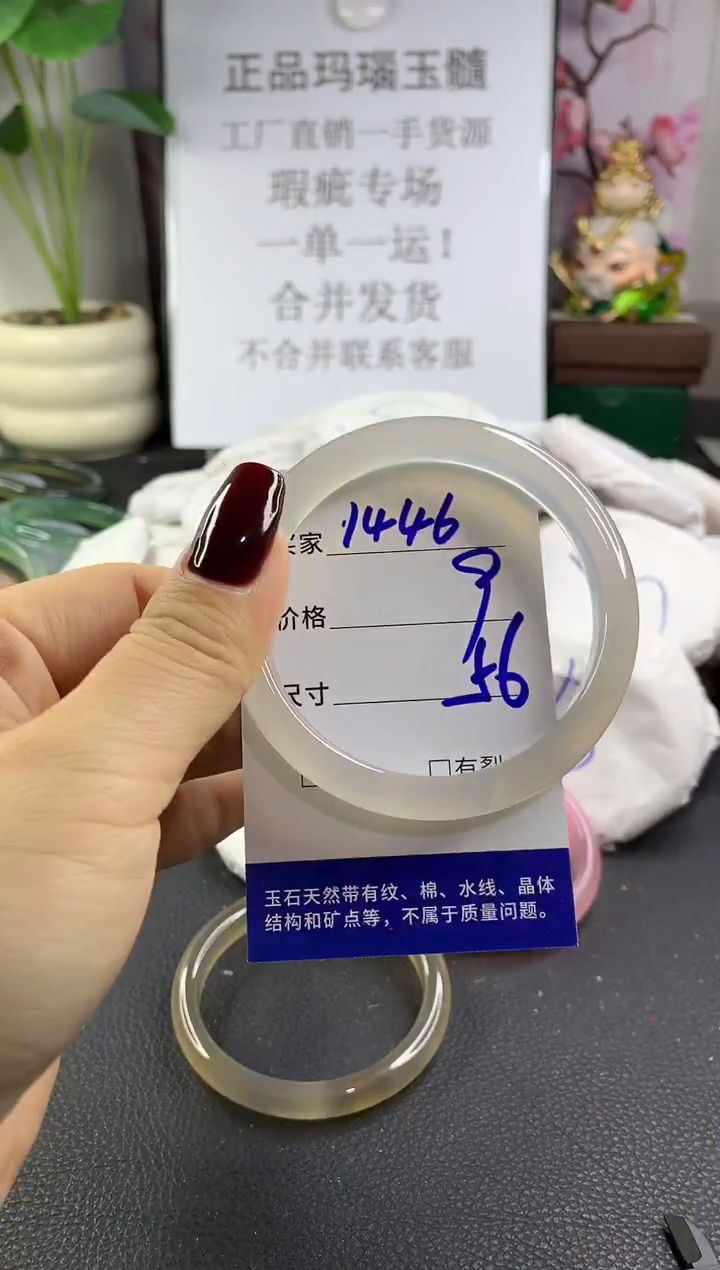 正品玛瑙玉髓
工厂直销一手货源
瑕疵专场
一单一运！
合并发货
不合并联系客服
买家 1446
价格 9
尺寸 56
□ □有裂
玉石天然带有纹、棉、水线、晶体
结构和矿点等，不属于质量问题。